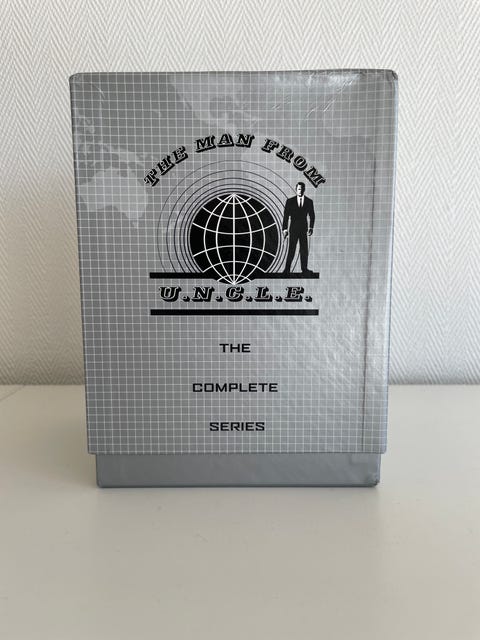 THE MAN FROM
U.N.C.L.E.
THE
COMPLETE
SERIES